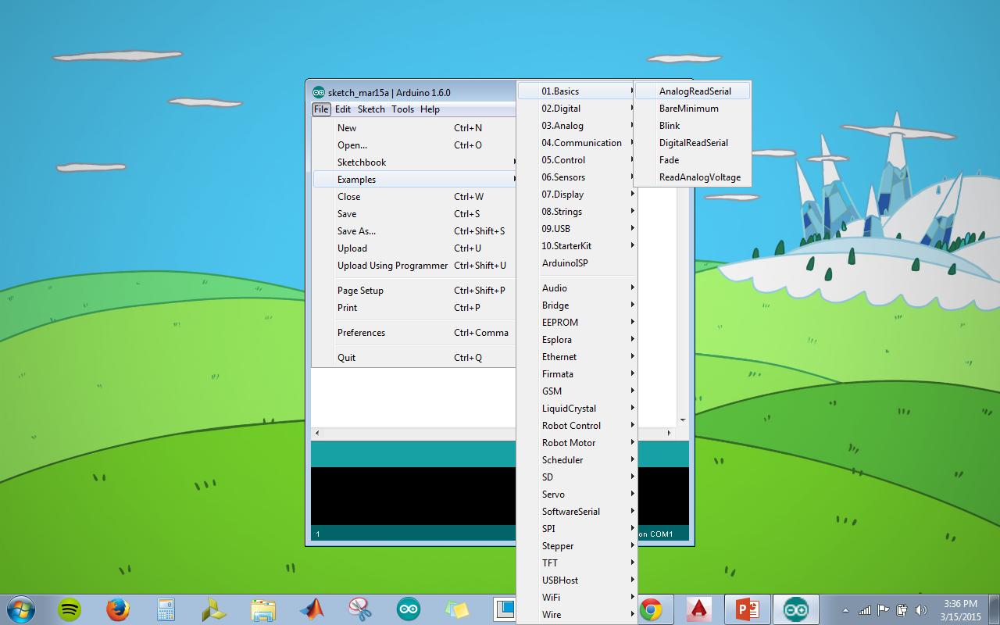 sketch_mar15a | Arduino 1.6.0
File Edit Sketch Tools Help
New Ctrl+N
Open... Ctrl+O
Sketchbook
Examples
Close Ctrl+W
Save Ctrl+S
Save As... Ctrl+Shift+S
Upload Ctrl+U
Upload Using Programmer Ctrl+Shift+U
Page Setup Ctrl+Shift+P
Print Ctrl+P
Preferences Ctrl+Comma
Quit Ctrl+Q
01.Basics
02.Digital
03.Analog
04.Communication
05.Control
06.Sensors
07.Display
08.Strings
09.USB
10.StarterKit
ArduinoISP
Audio
Bridge
EEPROM
Esplora
Ethernet
Firmata
GSM
LiquidCrystal
Robot Control
Robot Motor
Scheduler
SD
Servo
SoftwareSerial
SPI
Stepper
TFT
USBHost
WiFi
Wire
AnalogReadSerial
BareMinimum
Blink
DigitalReadSerial
Fade
ReadAnalogVoltage
1
on COM1
3:36 PM
3/15/2015